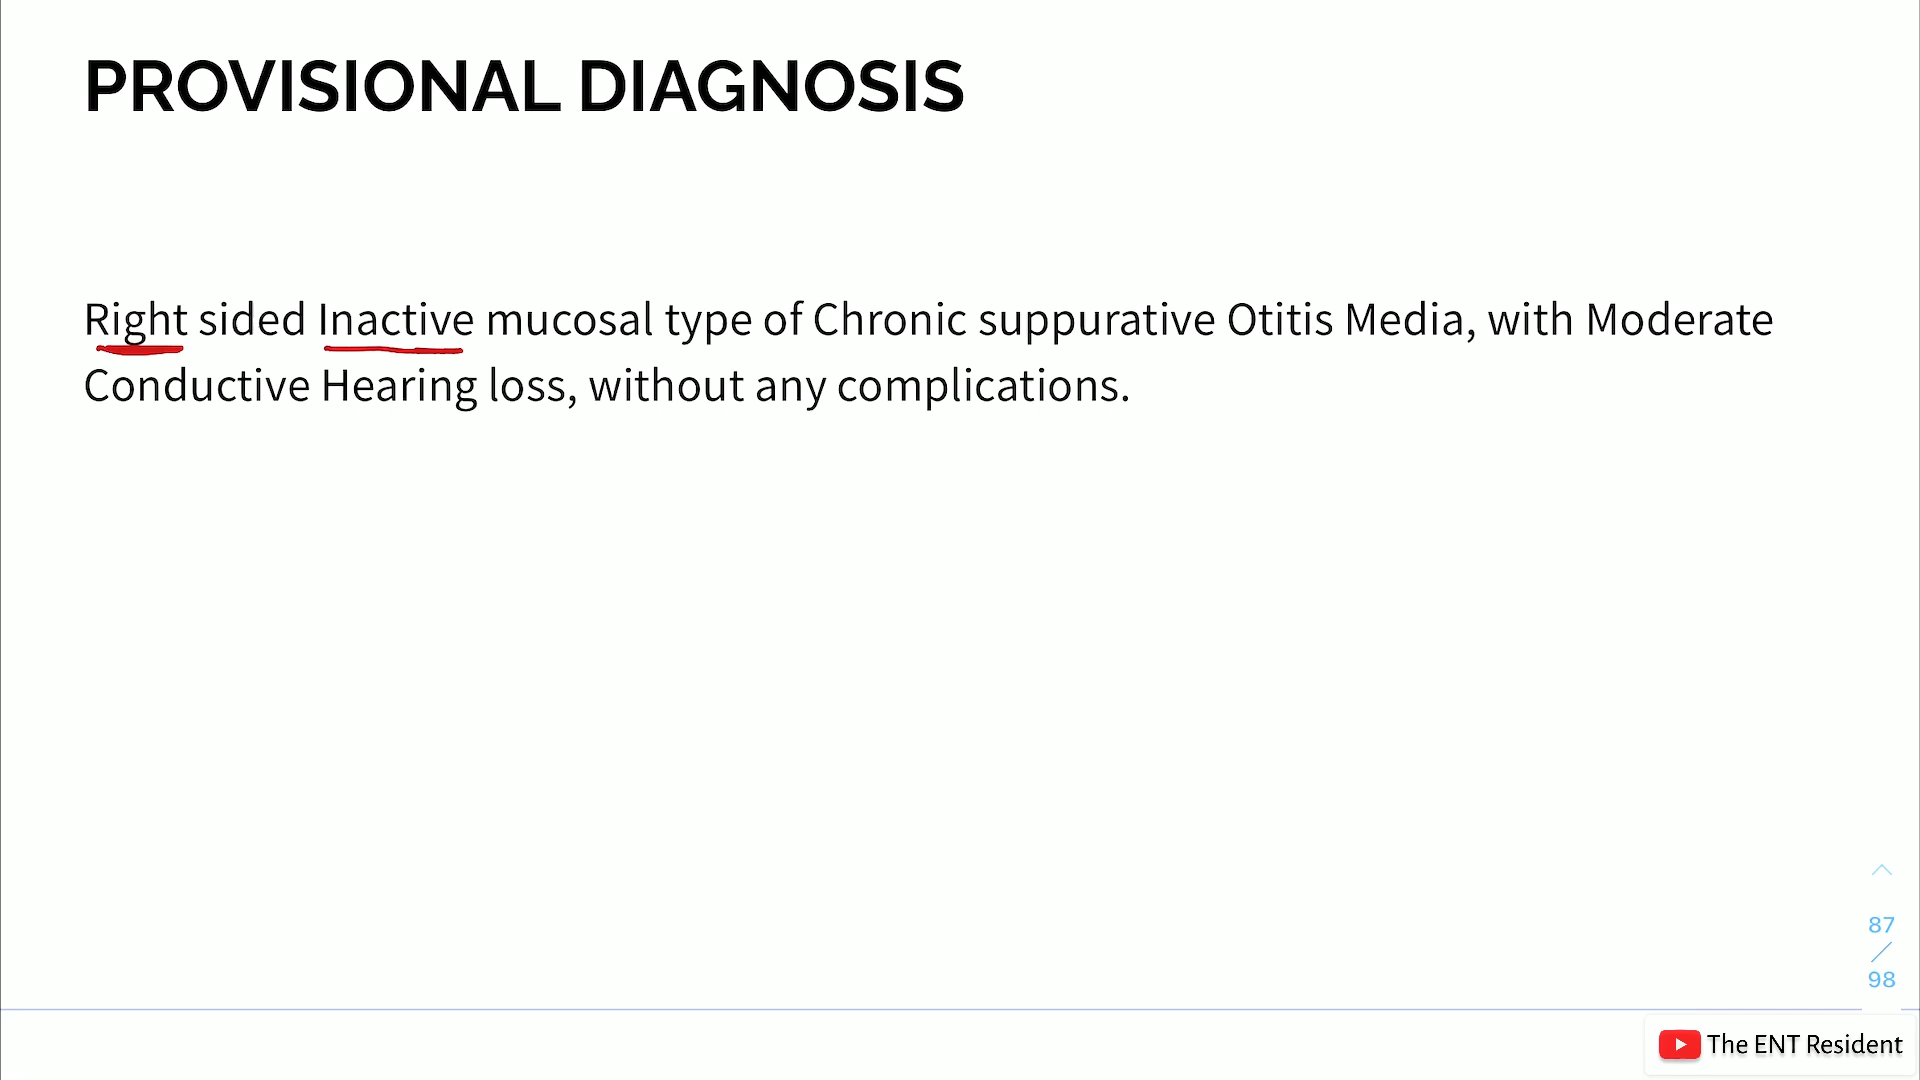 PROVISIONAL DIAGNOSIS
Right sided Inactive mucosal type of Chronic suppurative Otitis Media, with Moderate
Conductive Hearing loss, without any complications.
87
/
98
The ENT Resident